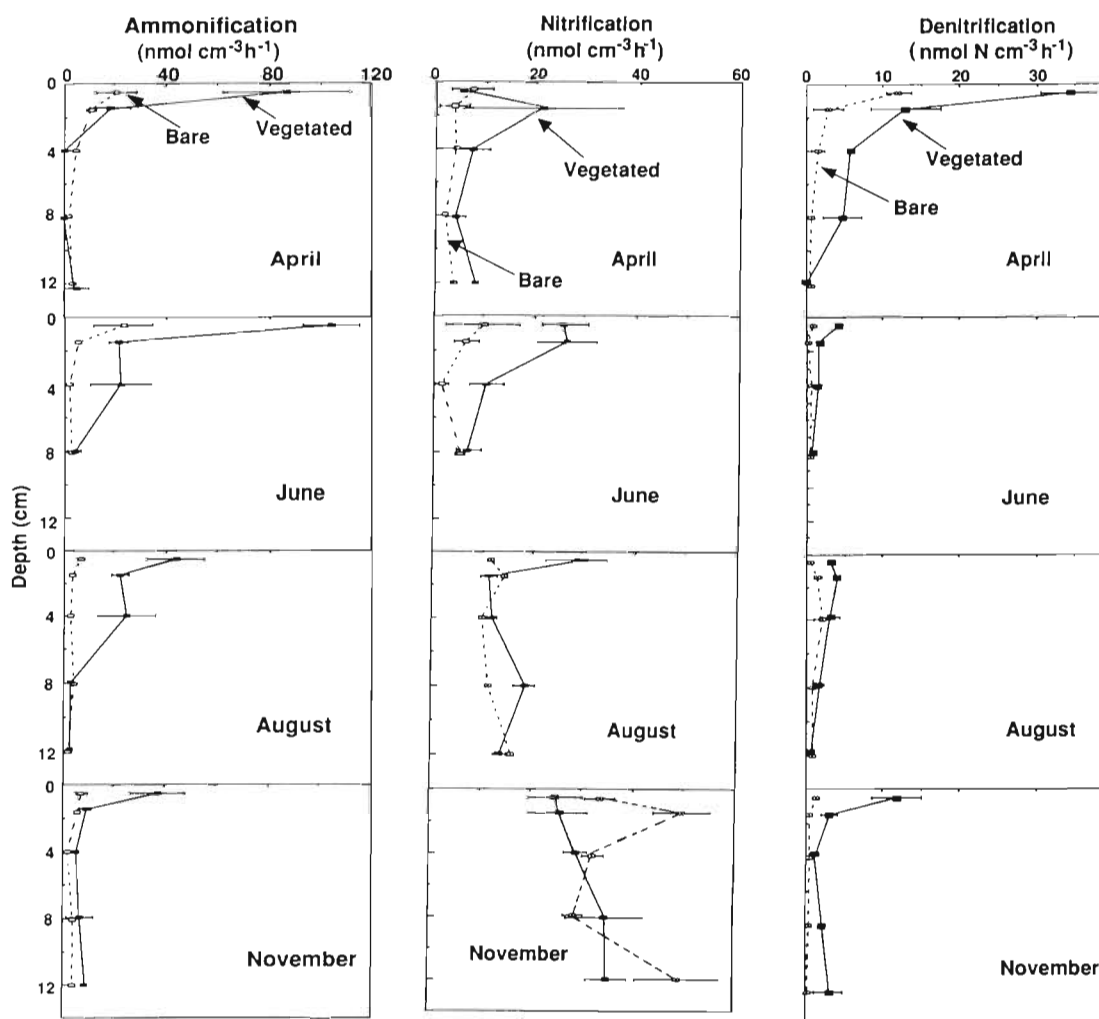 Ammonification
(nmol cm-3h-1)
Nitrification
(nmol cm-3h-1)
Denitrification
( nmol N cm-3h-1)
0 40 80 120
0 20 40 60
0 10 20 30
Depth (cm)
0
4
8
12
Bare
Vegetated
April
Vegetated
Bare
April
Vegetated
Bare
April
0
4
8
12
June
June
June
0
4
8
12
August
August
August
0
4
8
12
November
November
November